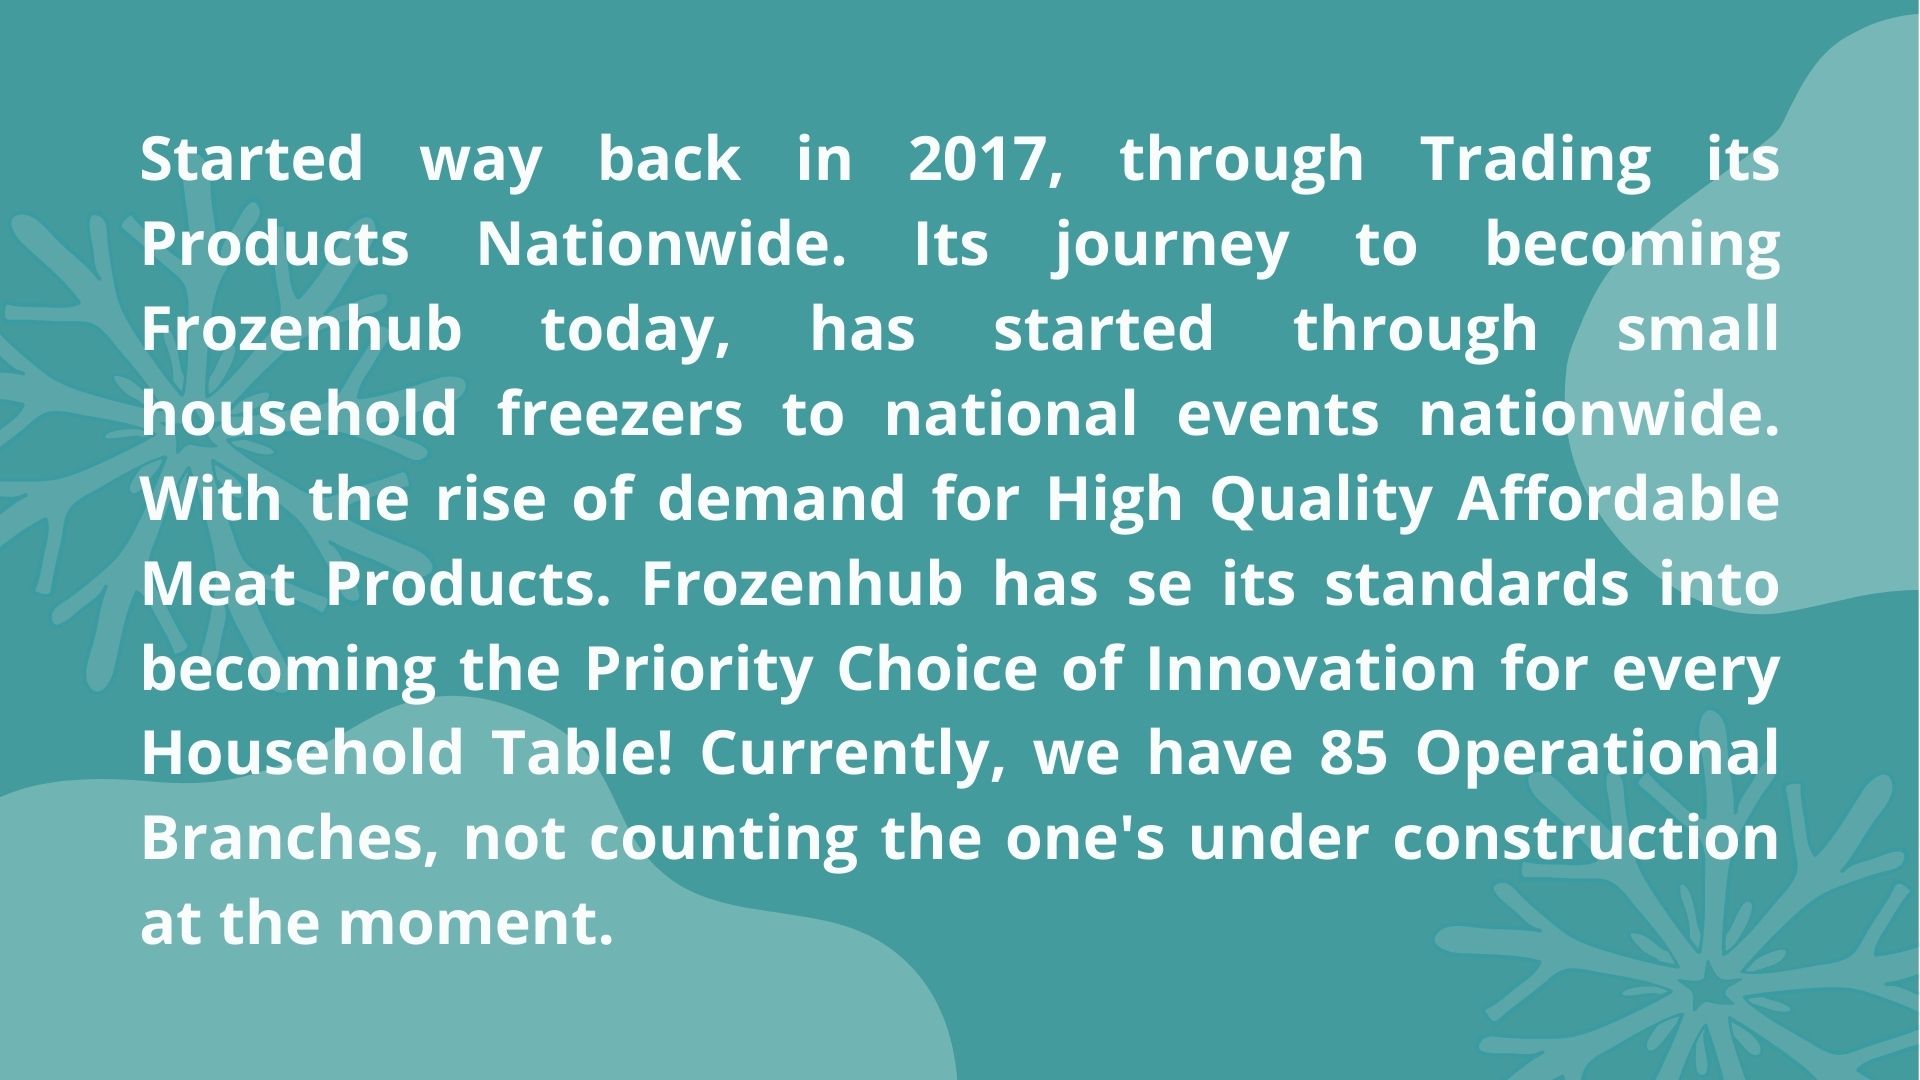 Started way back in 2017, through Trading its
Products Nationwide. Its journey to becoming
Frozenhub today, has started through small
household freezers to national events nationwide.
With the rise of demand for High Quality Affordable
Meat Products. Frozenhub has se its standards into
becoming the Priority Choice of Innovation for every
Household Table! Currently, we have 85 Operational
Branches, not counting the one's under construction
at the moment.